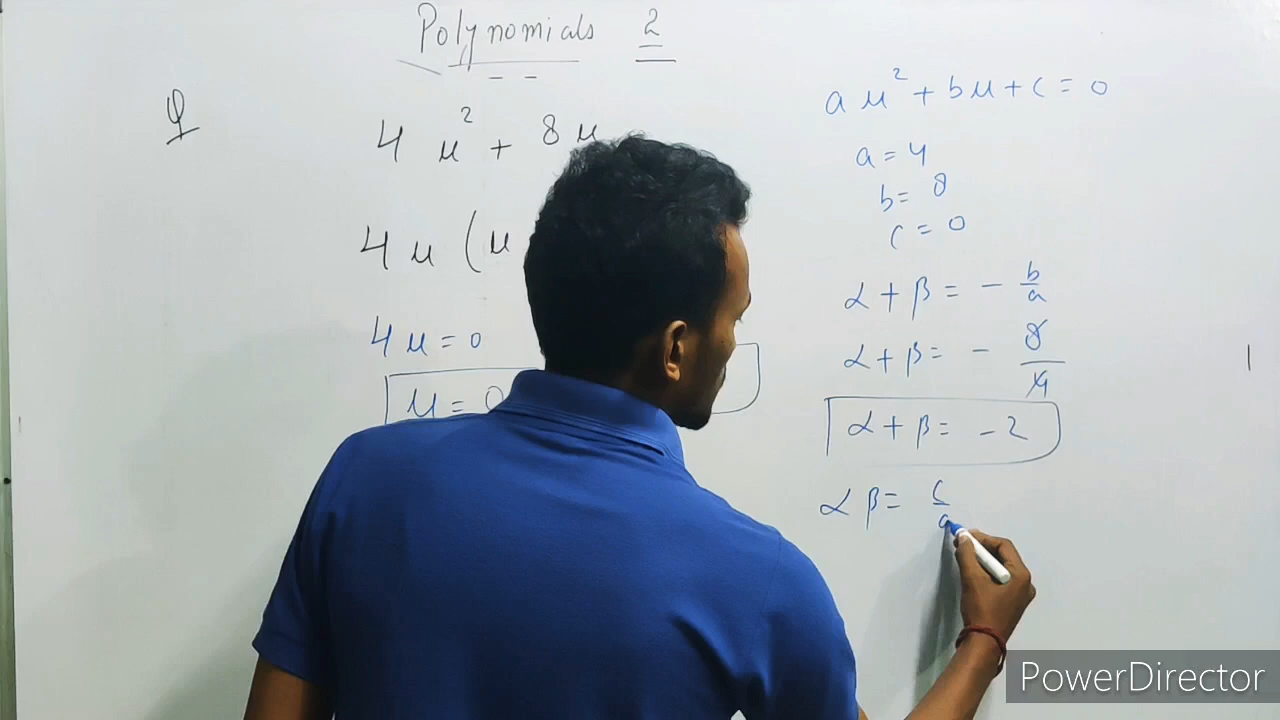 Polynomials 2
Q
4 u² + 8 u
4 u (u
4 u = 0
u = 0
a u² + b u + c = 0
a = 4
b = 8
c = 0
α + β = - b/a
α + β = - 8/4
α + β = - 2
α β = c/a
PowerDirector